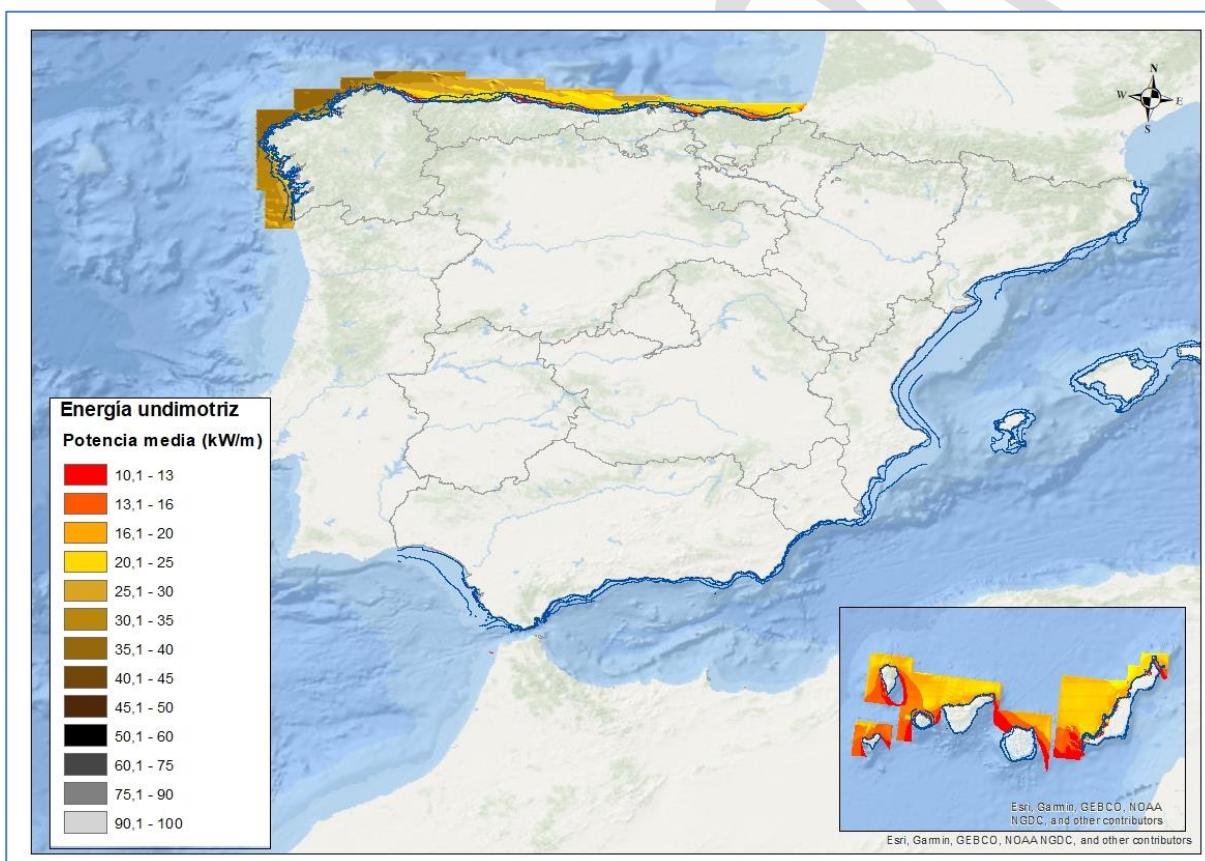 N
W E
S
Energía undimotriz
Potencia media (kW/m)
10,1 - 13
13,1 - 16
16,1 - 20
20,1 - 25
25,1 - 30
30,1 - 35
35,1 - 40
40,1 - 45
45,1 - 50
50,1 - 60
60,1 - 75
75,1 - 90
90,1 - 100
Esri, Garmin, GEBCO, NOAA
NGDC, and other contributors
Esri, Garmin, GEBCO, NOAA NGDC, and other contributors